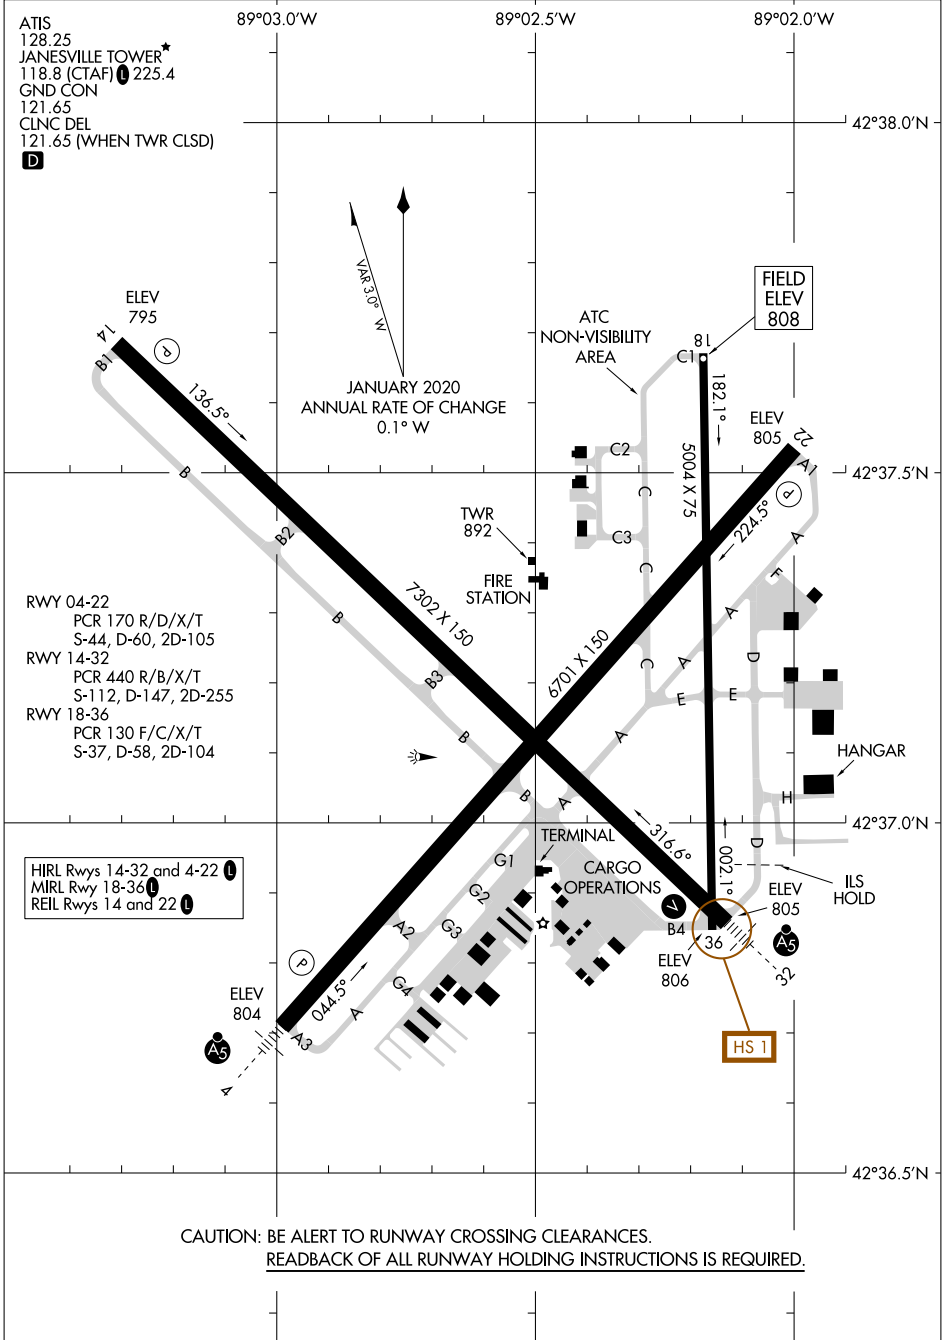 89°03.0'W
89°02.5'W
89°02.0'W
ATIS
128.25
JANESVILLE TOWER★
118.8 (CTAF) L 225.4
GND CON
121.65
CLNC DEL
121.65 (WHEN TWR CLSD)
D
42°38.0'N
VAR 3.0° W
JANUARY 2020
ANNUAL RATE OF CHANGE
0.1° W
FIELD
ELEV
808
ELEV
795
14
B1
P
136.5°
ATC
NON-VISIBILITY
AREA
C1
18
182.1°
ELEV
805
22
A1
P
42°37.5'N
C2
C
5004 X 75
224.5°
A
B
B2
TWR
892
FIRE
STATION
C3
C
F
A
RWY 04-22
PCR 170 R/D/X/T
S-44, D-60, 2D-105
RWY 14-32
PCR 440 R/B/X/T
S-112, D-147, 2D-255
RWY 18-36
PCR 130 F/C/X/T
S-37, D-58, 2D-104
B
7302 X 150
6701 X 150
C
A
D
B3
E
E
B
A
HANGAR
B
A
H
42°37.0'N
HIRL Rwys 14-32 and 4-22 L
MIRL Rwy 18-36 L
REIL Rwys 14 and 22 L
TERMINAL
G1
CARGO
OPERATIONS
316.6°
002.1°
D
ILS
HOLD
G2
G3
A2
G4
V
B4
36
ELEV
805
ELEV
806
A5
32
P
044.5°
A
ELEV
804
A3
A5
4
HS 1
42°36.5'N
CAUTION: BE ALERT TO RUNWAY CROSSING CLEARANCES.
READBACK OF ALL RUNWAY HOLDING INSTRUCTIONS IS REQUIRED.